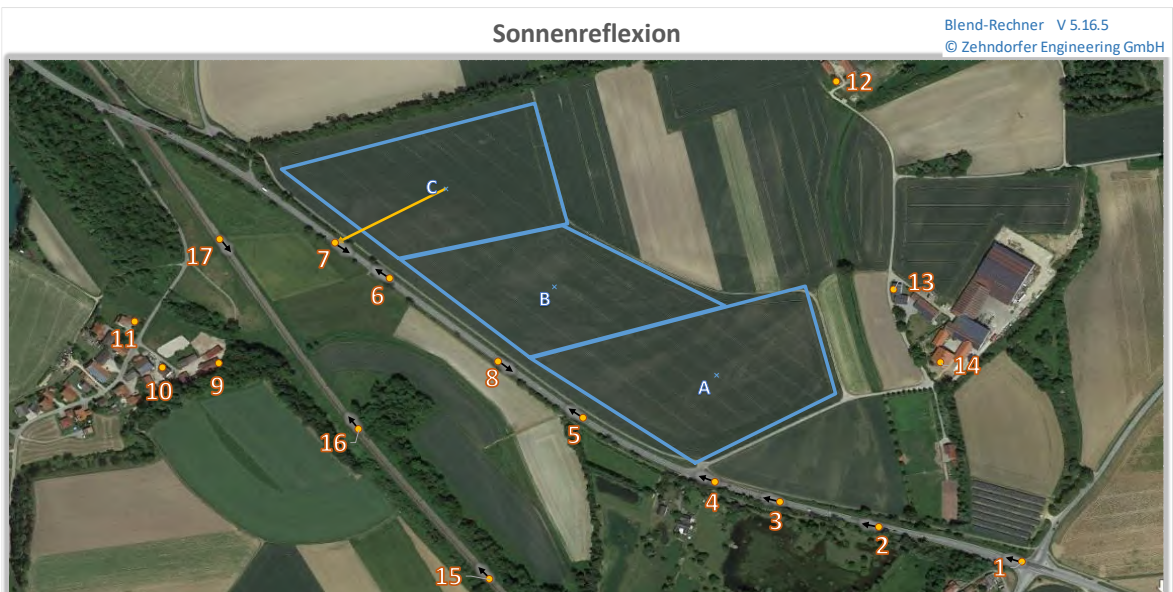 Sonnenreflexion
Blend-Rechner V 5.16.5
© Zehndorfer Engineering GmbH
12
C
17
7
6
13
B
11
14
8
10
9
A
5
16
4
3
2
1
15